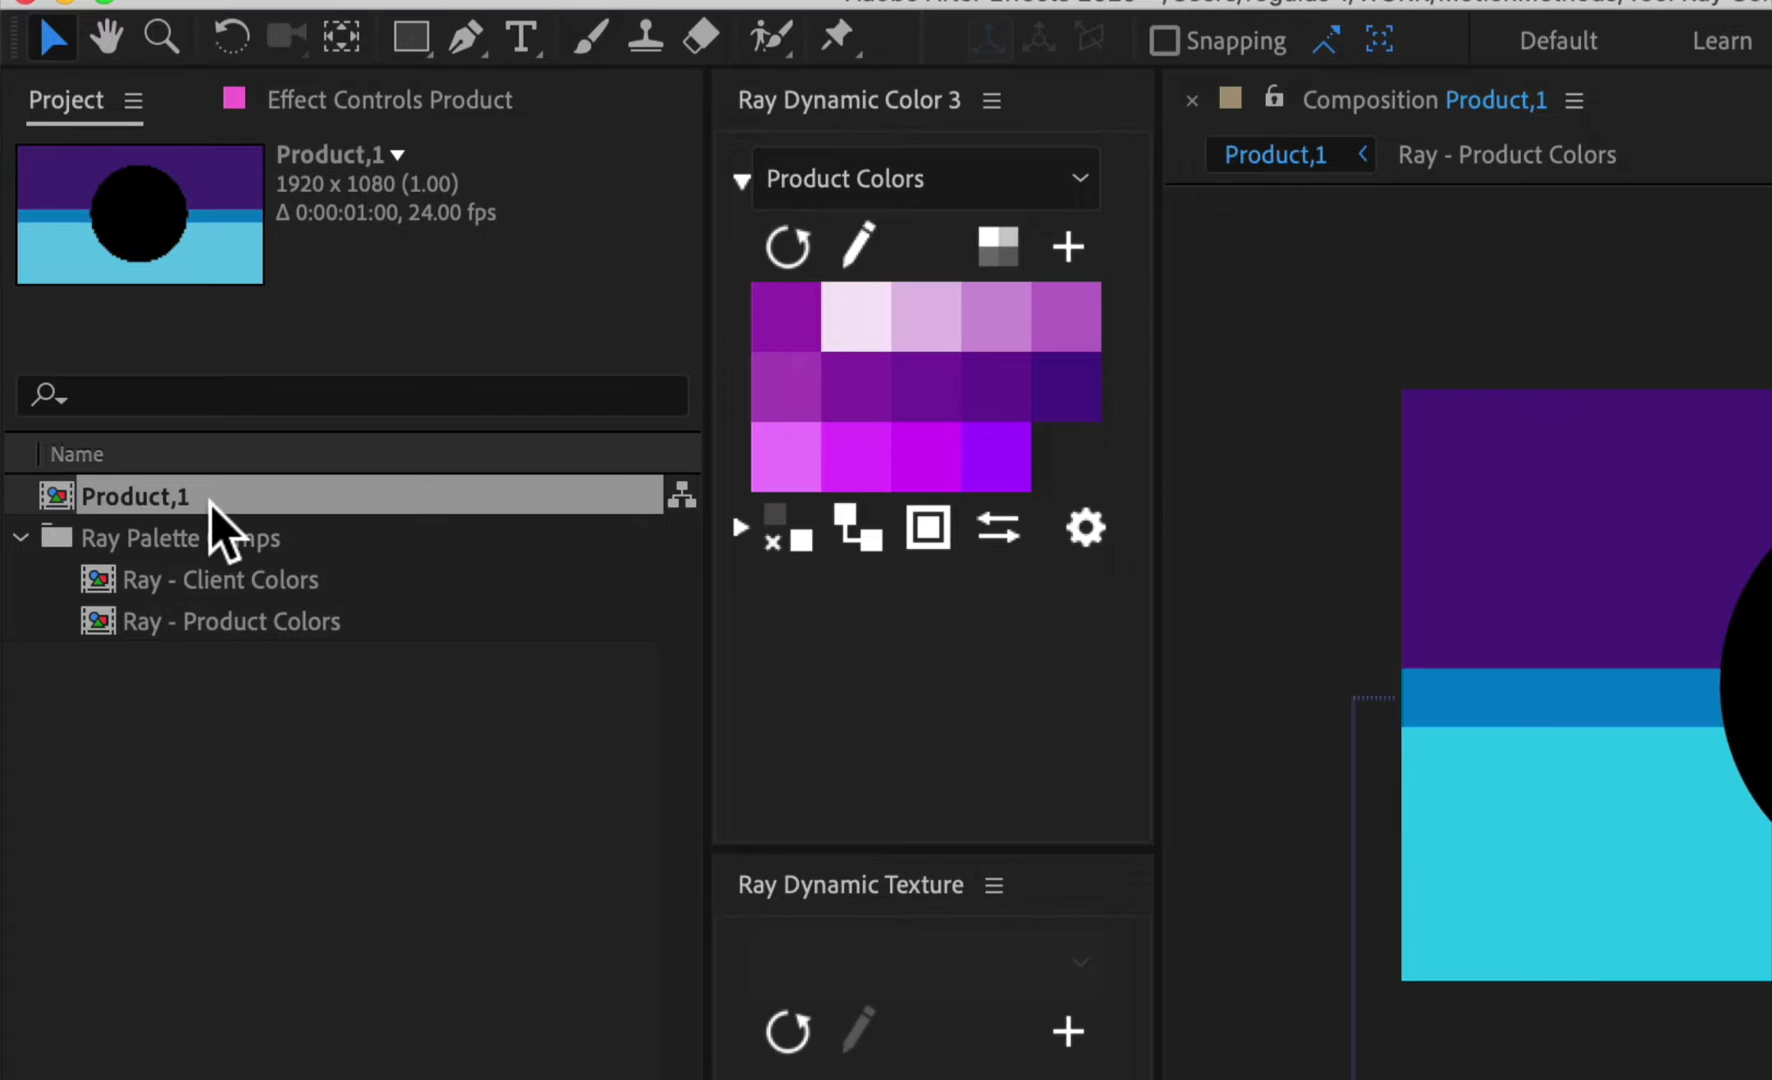 Snapping
Default
Learn
Project
Effect Controls Product
Ray Dynamic Color 3
Composition Product,1
Product,1
1920 x 1080 (1.00)
Δ 0:00:01:00, 24.00 fps
Product Colors
Product,1
Ray - Product Colors
Name
Product,1
Ray Palette
Ray - Client Colors
Ray - Product Colors
Ray Dynamic Texture